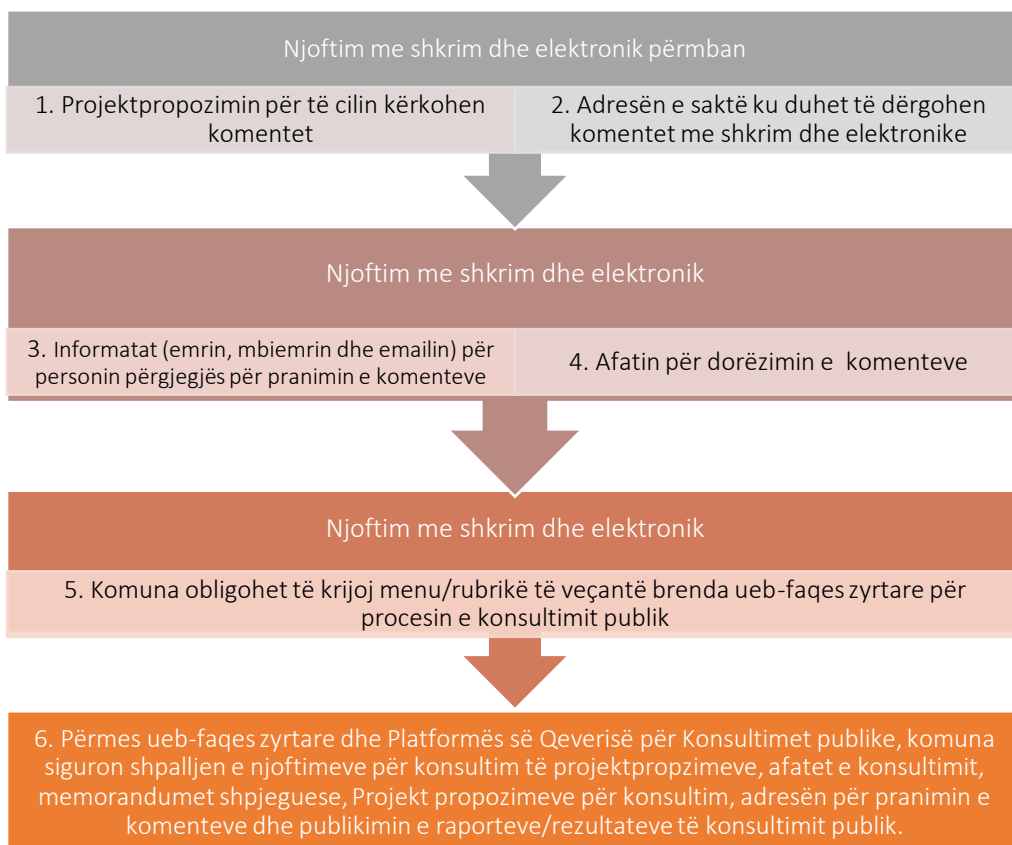 Njoftim me shkrim dhe elektronik përmban
1. Projektpropozimin për të cilin kërkohen
komentet
2. Adresën e saktë ku duhet të dërgohen
komentet me shkrim dhe elektronike
Njoftim me shkrim dhe elektronik
3. Informatat (emrin, mbiemrin dhe emailin) për
personin përgjegjës për pranimin e komenteve
4. Afatin për dorëzimin e komenteve
Njoftim me shkrim dhe elektronik
5. Komuna obligohet të krijoj menu/rubrikë të veçantë brenda ueb-faqes zyrtare për
procesin e konsultimit publik
6. Përmes ueb-faqes zyrtare dhe Platformës së Qeverisë për Konsultimet publike, komuna
siguron shpalljen e njoftimeve për konsultim të projektpropzimeve, afatet e konsultimit,
memorandumet shpjeguese, Projekt propozimeve për konsultim, adresën për pranimin e
komenteve dhe publikimin e raporteve/rezultateve të konsultimit publik.